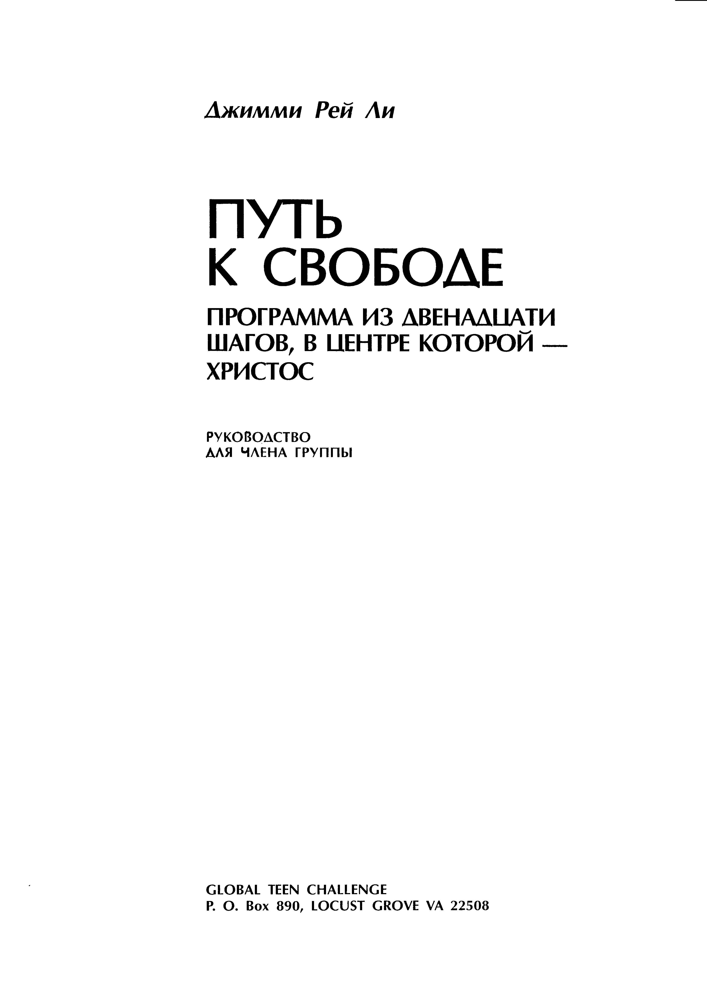 Джимми Рей Ли
ПУТЬ
К СВОБОДЕ
ПРОГРАММА ИЗ ДВЕНАДЦАТИ
ШАГОВ, В ЦЕНТРЕ КОТОРОЙ —
ХРИСТОС
РУКОВОДСТВО
ДЛЯ ЧЛЕНА ГРУППЫ
GLOBAL TEEN CHALLENGE
P. O. Box 890, LOCUST GROVE VA 22508